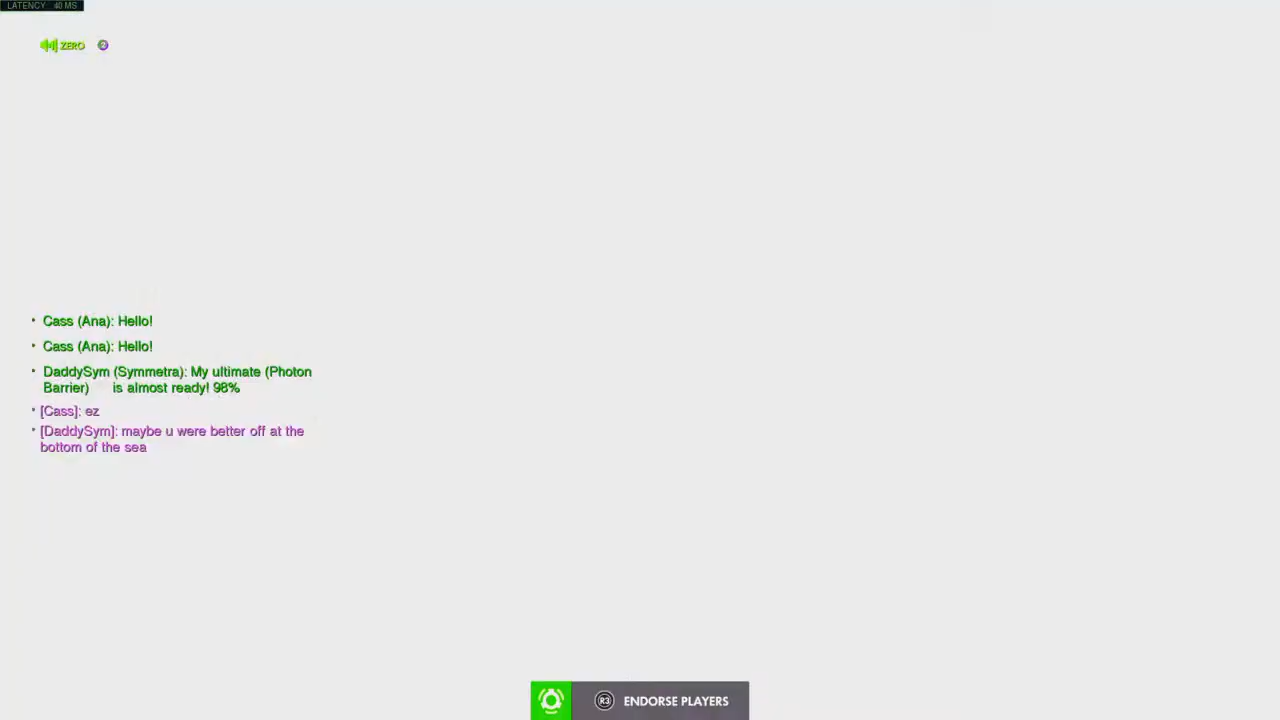 LATENCY: 40 MS
ZERO
Cass (Ana): Hello!
Cass (Ana): Hello!
DaddySym (Symmetra): My ultimate (Photon
Barrier) is almost ready! 98%
[Cass]: ez
[DaddySym]: maybe u were better off at the
bottom of the sea
R3 ENDORSE PLAYERS